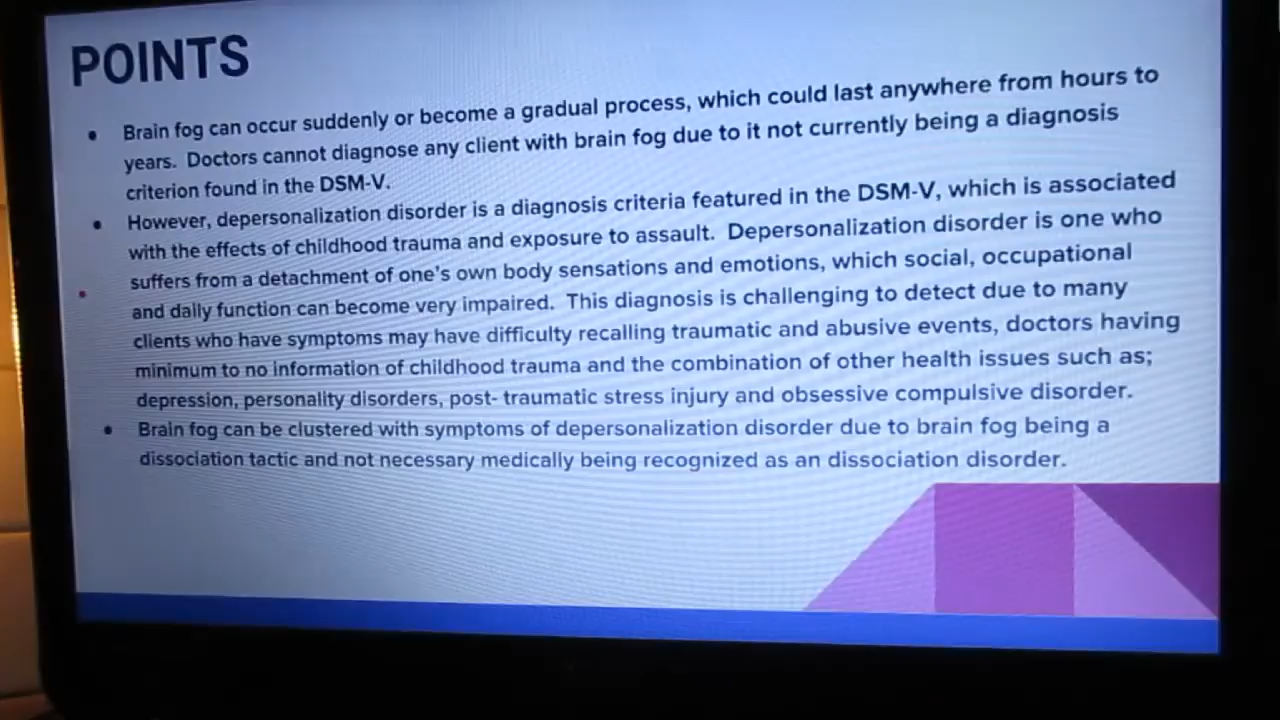 POINTS
• Brain fog can occur suddenly or become a gradual process, which could last anywhere from hours to
years. Doctors cannot diagnose any client with brain fog due to it not currently being a diagnosis
criterion found in the DSM-V.
• However, depersonalization disorder is a diagnosis criteria featured in the DSM-V, which is associated
with the effects of childhood trauma and exposure to assault. Depersonalization disorder is one who
suffers from a detachment of one's own body sensations and emotions, which social, occupational
and daily function can become very impaired. This diagnosis is challenging to detect due to many
clients who have symptoms may have difficulty recalling traumatic and abusive events, doctors having
minimum to no information of childhood trauma and the combination of other health issues such as;
depression, personality disorders, post- traumatic stress injury and obsessive compulsive disorder.
• Brain fog can be clustered with symptoms of depersonalization disorder due to brain fog being a
dissociation tactic and not necessary medically being recognized as an dissociation disorder.